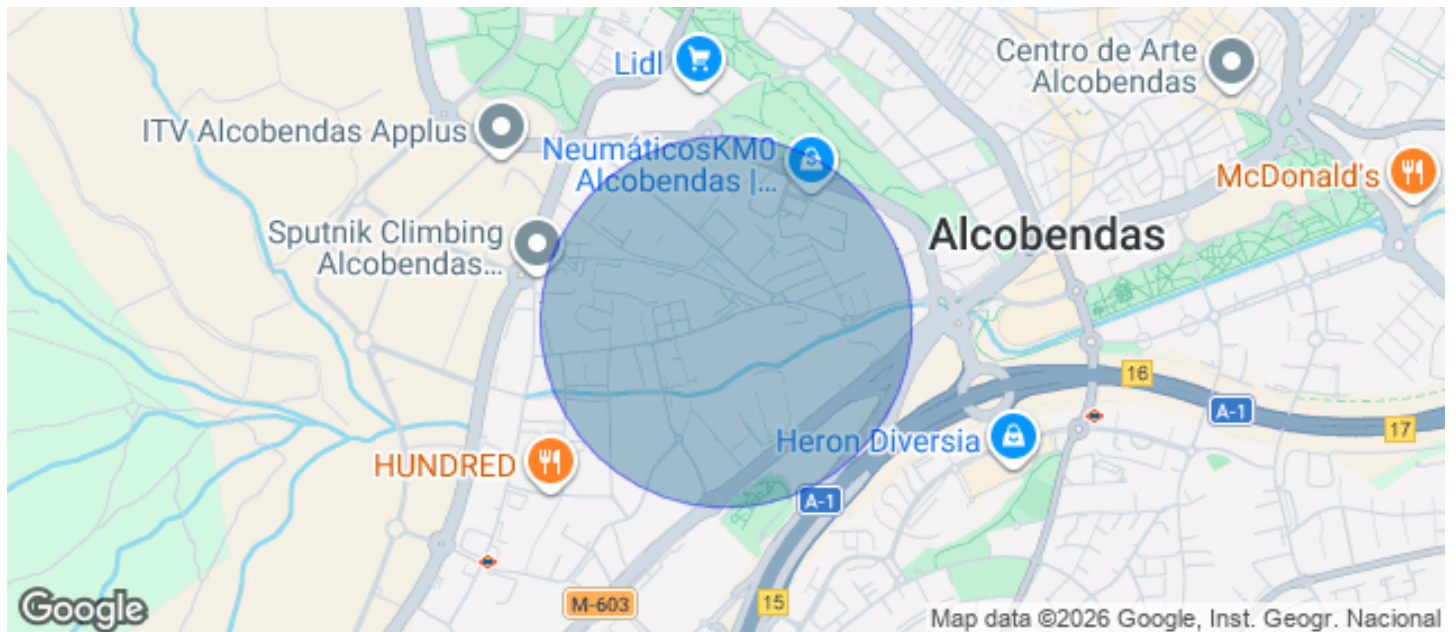 Centro de Arte
Alcobendas
Lidl
ITV Alcobendas Applus
NeumáticosKM0
Alcobendas |...
McDonald's
Sputnik Climbing
Alcobendas...
Alcobendas
16
A-1
17
Heron Diversia
HUNDRED
A-1
M-603
15
Google
Map data ©2026 Google, Inst. Geogr. Nacional